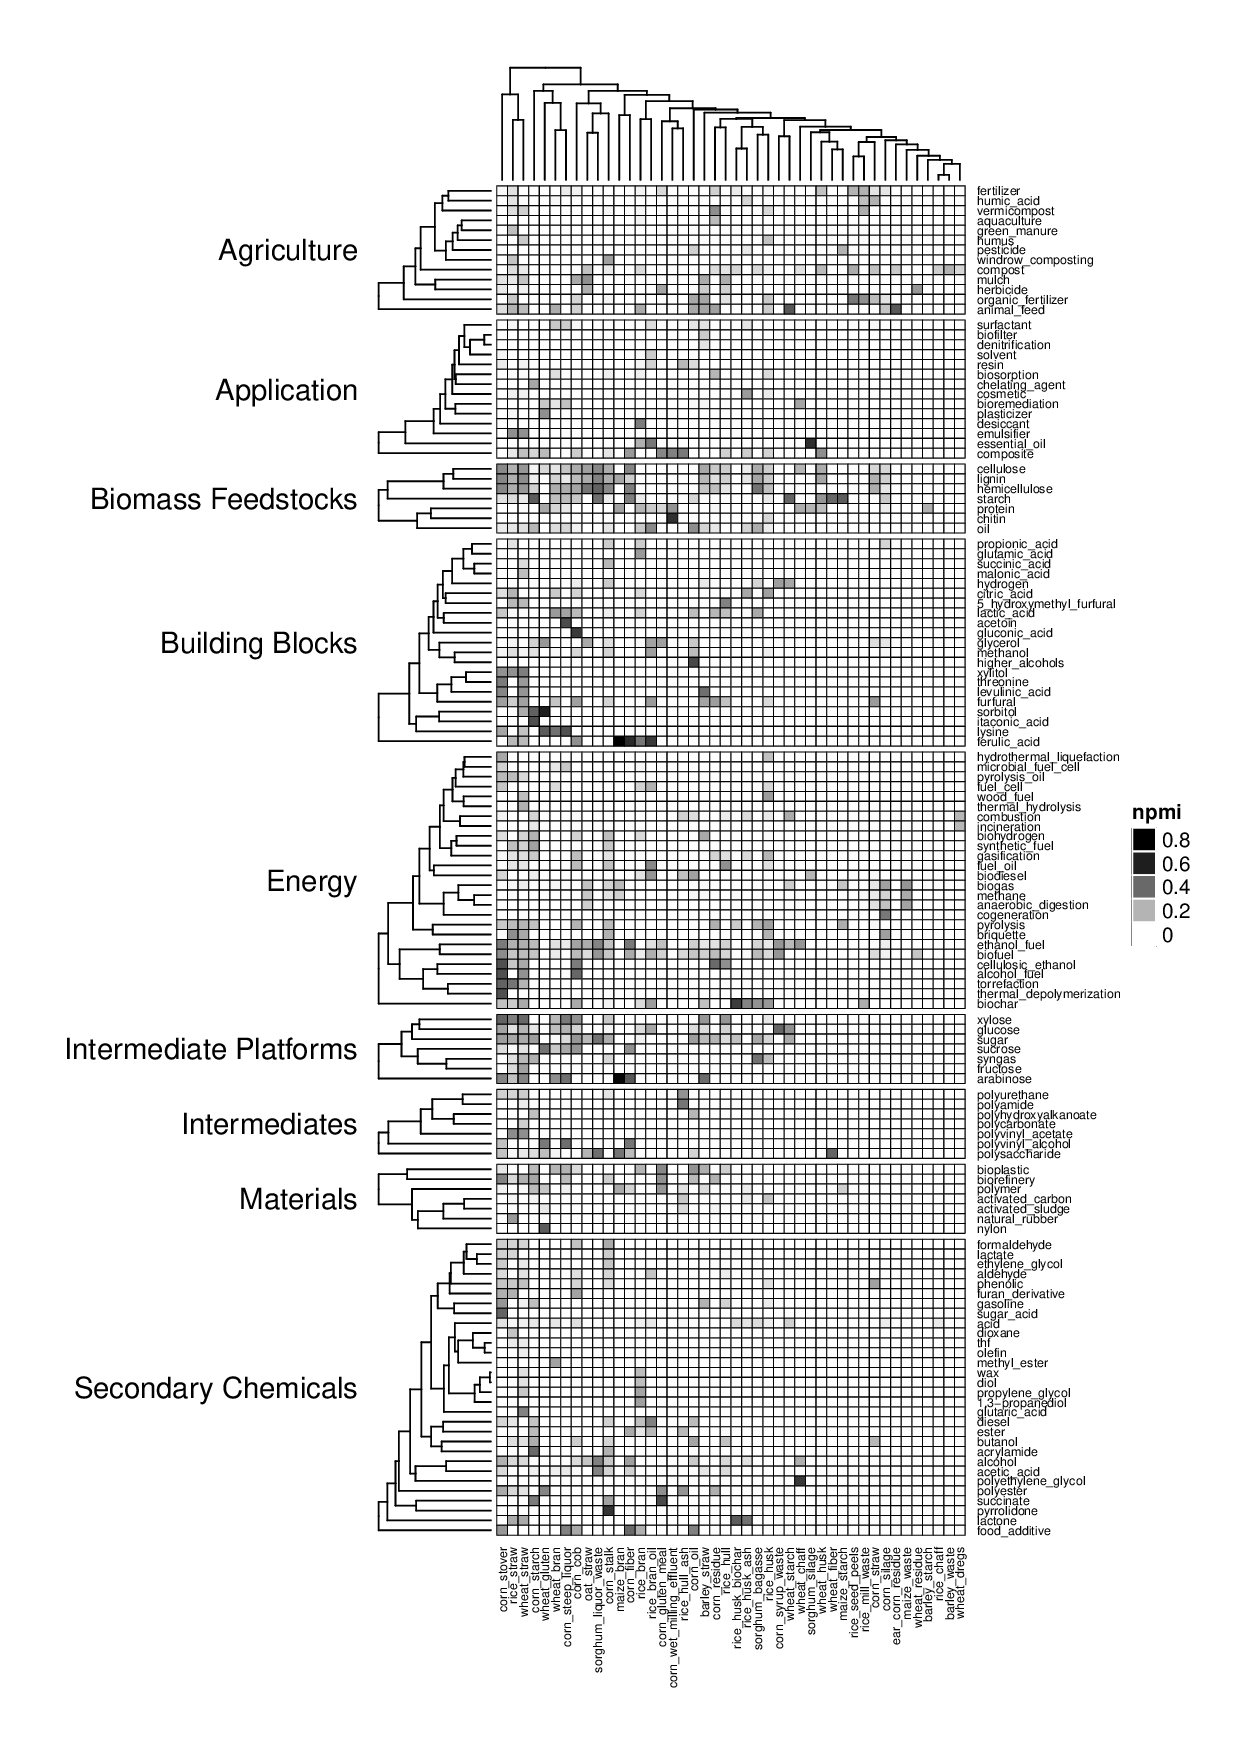 Agriculture
fertilizer
humic_acid
vermicompost
aquaculture
green_manure
humus
pesticide
windrow_composting
compost
mulch
herbicide
organic_fertilizer
animal_feed
Application
surfactant
biofilter
denitrification
solvent
resin
biosorption
chelating_agent
cosmetic
bioremediation
plasticizer
desiccant
emulsifier
essential_oil
composite
Biomass Feedstocks
cellulose
lignin
hemicellulose
starch
protein
chitin
oil
Building Blocks
propionic_acid
glutamic_acid
succinic_acid
malonic_acid
hydrogen
citric_acid
5_hydroxymethyl_furfural
lactic_acid
acetoin
gluconic_acid
glycerol
methanol
higher_alcohols
xylitol
threonine
levulinic_acid
furfural
sorbitol
itaconic_acid
lysine
ferulic_acid
Energy
hydrothermal_liquefaction
microbial_fuel_cell
pyrolysis_oil
fuel_cell
wood_fuel
thermal_hydrolysis
combustion
incineration
biohydrogen
synthetic_fuel
gasification
fuel_oil
biodiesel
biogas
methane
anaerobic_digestion
cogeneration
pyrolysis
briquette
ethanol_fuel
biofuel
cellulosic_ethanol
alcohol_fuel
torrefaction
thermal_depolymerization
biochar
npmi
0.8
0.6
0.4
0.2
0
Intermediate Platforms
xylose
glucose
sugar
sucrose
syngas
fructose
arabinose
Intermediates
polyurethane
polyamide
polyhydroxyalkanoate
polycarbonate
polyvinyl_acetate
polyvinyl_alcohol
polysaccharide
Materials
bioplastic
biorefinery
polymer
activated_carbon
activated_sludge
natural_rubber
nylon
Secondary Chemicals
formaldehyde
lactate
ethylene_glycol
aldehyde
phenolic
furan_derivative
gasoline
sugar_acid
acid
dioxane
thf
olefin
methyl_ester
wax
diol
propylene_glycol
1,3−propanediol
glutaric_acid
diesel
ester
butanol
acrylamide
alcohol
acetic_acid
polyethylene_glycol
polyester
succinate
pyrrolidone
lactone
food_additive
corn_stover
rice_straw
wheat_straw
corn_starch
wheat_gluten
wheat_bran
corn_steep_liquor
corn_cob
oat_straw
sorghum_liquor_waste
corn_stalk
maize_bran
corn_fiber
rice_bran
rice_bran_oil
corn_gluten_meal
corn_wet_milling_effluent
rice_hull_ash
corn_oil
barley_straw
corn_residue
rice_hull
rice_husk_biochar
rice_husk_ash
sorghum_bagasse
rice_husk
corn_syrup_waste
wheat_starch
wheat_chaff
sorghum_silage
wheat_husk
wheat_fiber
maize_starch
rice_seed_peels
rice_mill_waste
corn_straw
corn_silage
ear_corn_residue
maize_waste
wheat_residue
barley_starch
rice_chaff
barley_waste
wheat_dregs